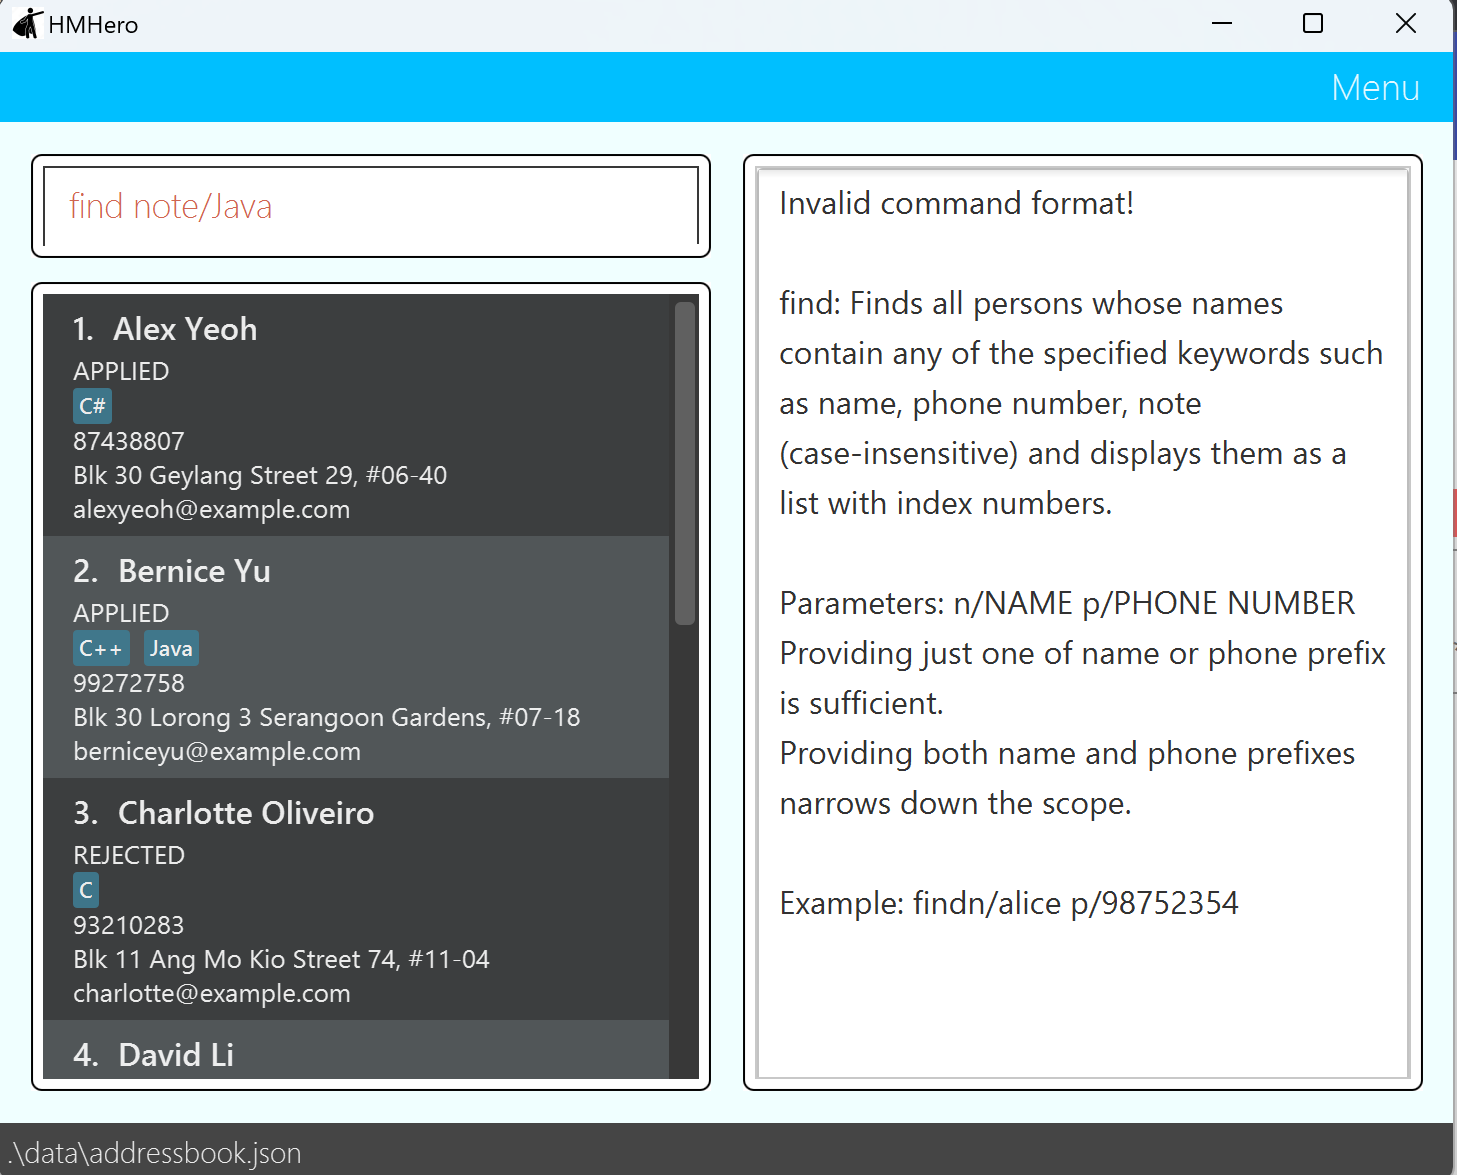 HMHero
Menu
find note/Java
1. Alex Yeoh
APPLIED
C#
87438807
Blk 30 Geylang Street 29, #06-40
alexyeoh@example.com
2. Bernice Yu
APPLIED
C++ Java
99272758
Blk 30 Lorong 3 Serangoon Gardens, #07-18
berniceyu@example.com
3. Charlotte Oliveiro
REJECTED
C
93210283
Blk 11 Ang Mo Kio Street 74, #11-04
charlotte@example.com
4. David Li
Invalid command format!
find: Finds all persons whose names
contain any of the specified keywords such
as name, phone number, note
(case-insensitive) and displays them as a
list with index numbers.
Parameters: n/NAME p/PHONE NUMBER
Providing just one of name or phone prefix
is sufficient.
Providing both name and phone prefixes
narrows down the scope.
Example: findn/alice p/98752354
.\data\addressbook.json